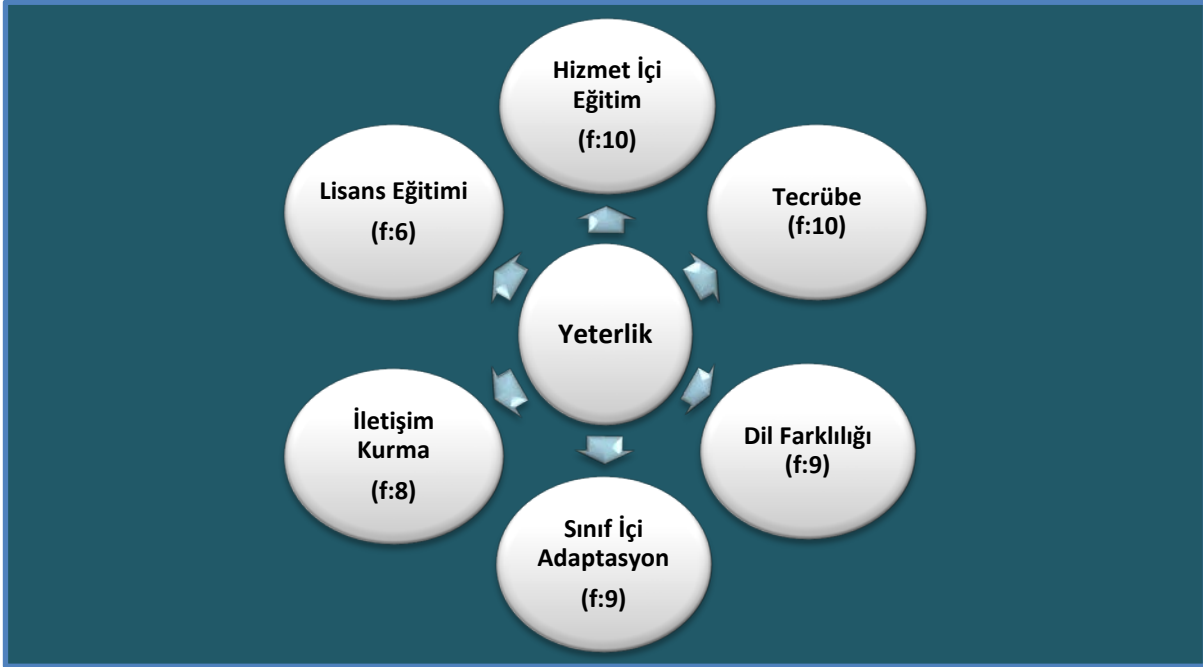 Hizmet İçi
Eğitim
(f:10)
Tecrübe
(f:10)
Dil Farklılığı
(f:9)
Sınıf İçi
Adaptasyon
(f:9)
İletişim
Kurma
(f:8)
Lisans Eğitimi
(f:6)
Yeterlik